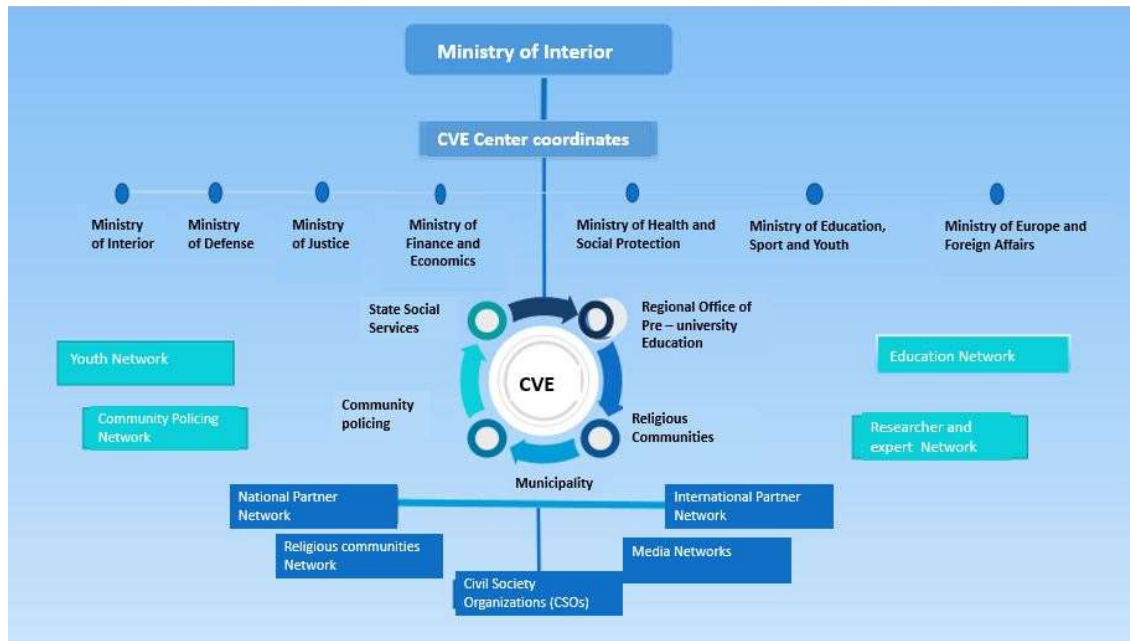 Ministry of Interior
CVE Center coordinates
Ministry
of Interior
Ministry
of Defense
Ministry
of Justice
Ministry of
Finance and
Economics
Ministry of Health and
Social Protection
Ministry of Education,
Sport and Youth
Ministry of Europe and
Foreign Affairs
State Social
Services
Regional Office of
Pre – university
Education
Youth Network
Education Network
CVE
Community Policing
Network
Community
policing
Religious
Communities
Researcher and
expert Network
Municipality
National Partner
Network
International Partner
Network
Religious communities
Network
Media Networks
Civil Society
Organizations (CSOs)